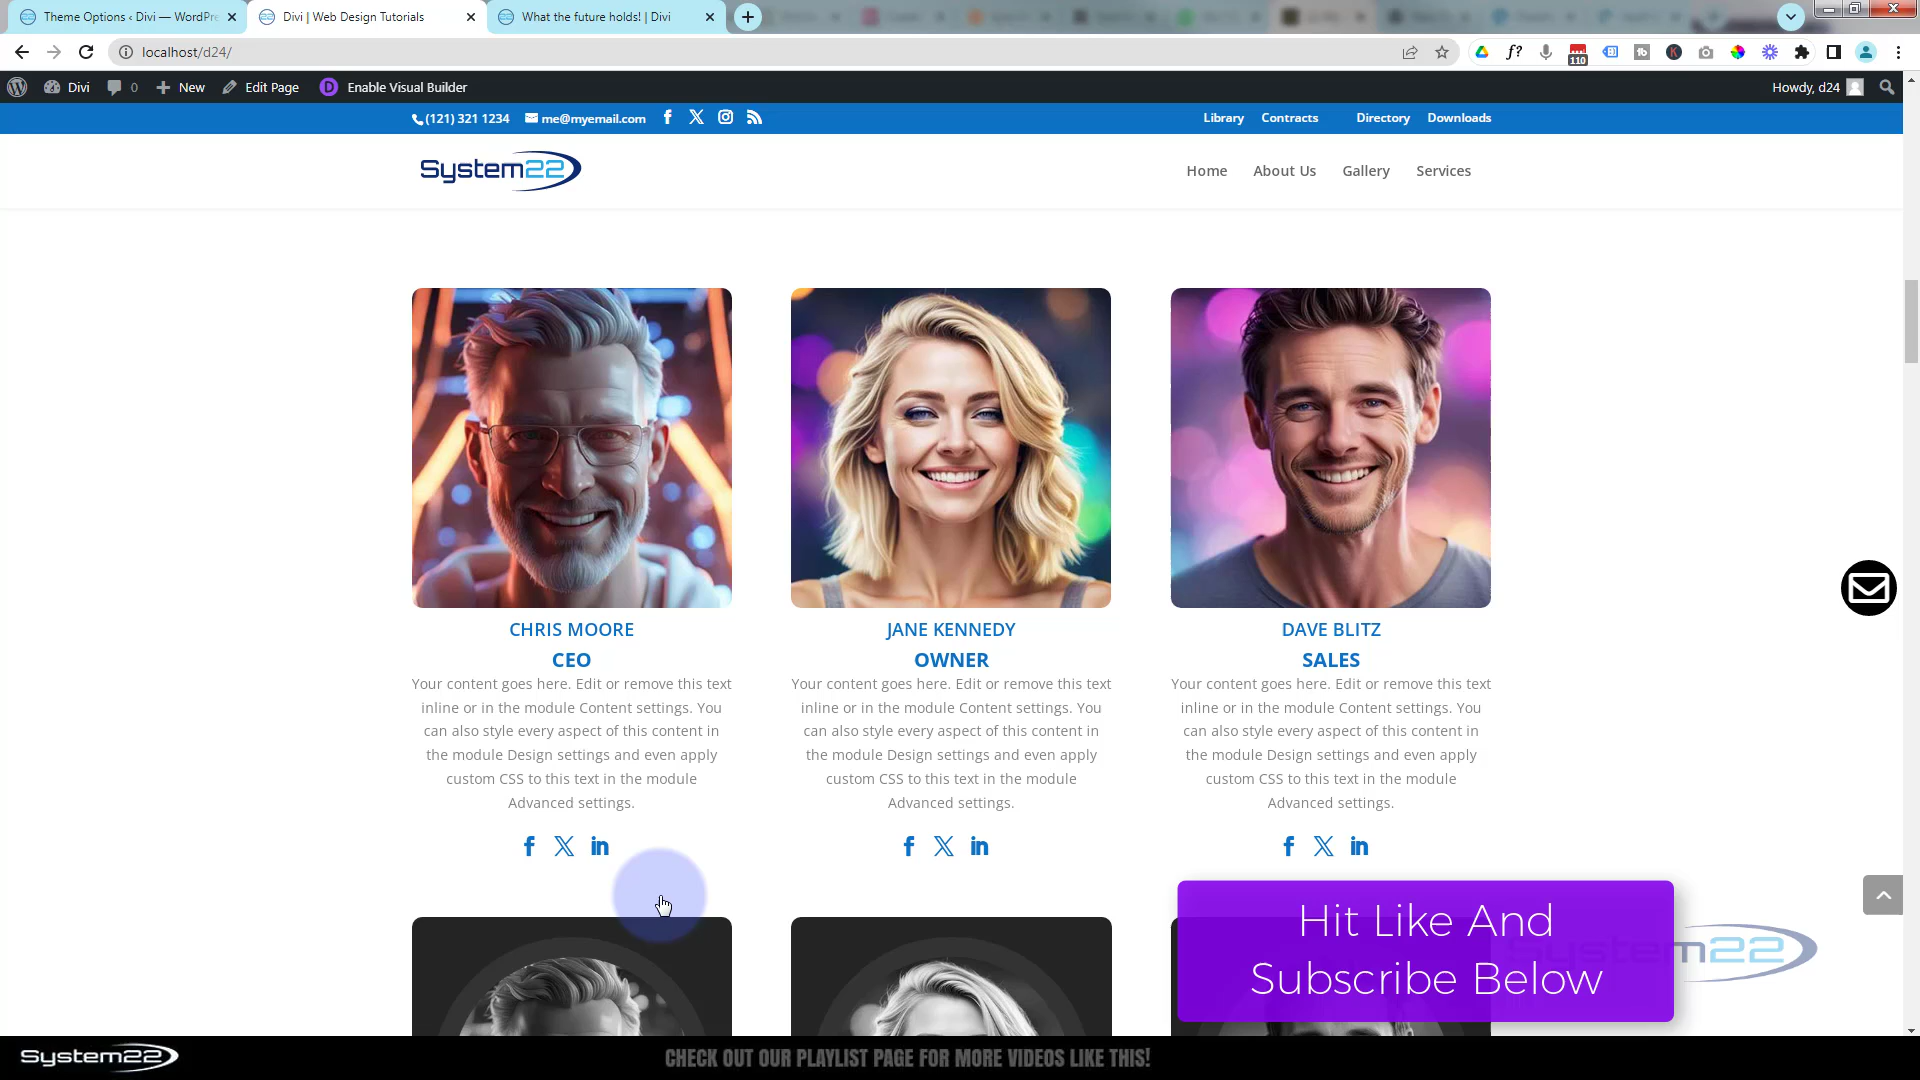 Theme Options ‹ Divi — WordPre
Divi | Web Design Tutorials
What the future holds! | Divi
localhost/d24/
110
Divi
0
New
Edit Page
Enable Visual Builder
Howdy, d24
(121) 321 1234
me@myemail.com
Library
Contracts
Directory
Downloads
System22
Home
About Us
Gallery
Services
CHRIS MOORE
CEO
Your content goes here. Edit or remove this text
inline or in the module Content settings. You
can also style every aspect of this content in
the module Design settings and even apply
custom CSS to this text in the module
Advanced settings.
JANE KENNEDY
OWNER
Your content goes here. Edit or remove this text
inline or in the module Content settings. You
can also style every aspect of this content in
the module Design settings and even apply
custom CSS to this text in the module
Advanced settings.
DAVE BLITZ
SALES
Your content goes here. Edit or remove this text
inline or in the module Content settings. You
can also style every aspect of this content in
the module Design settings and even apply
custom CSS to this text in the module
Advanced settings.
Hit Like And
Subscribe Below
System22
System22
CHECK OUT OUR PLAYLIST PAGE FOR MORE VIDEOS LIKE THIS!